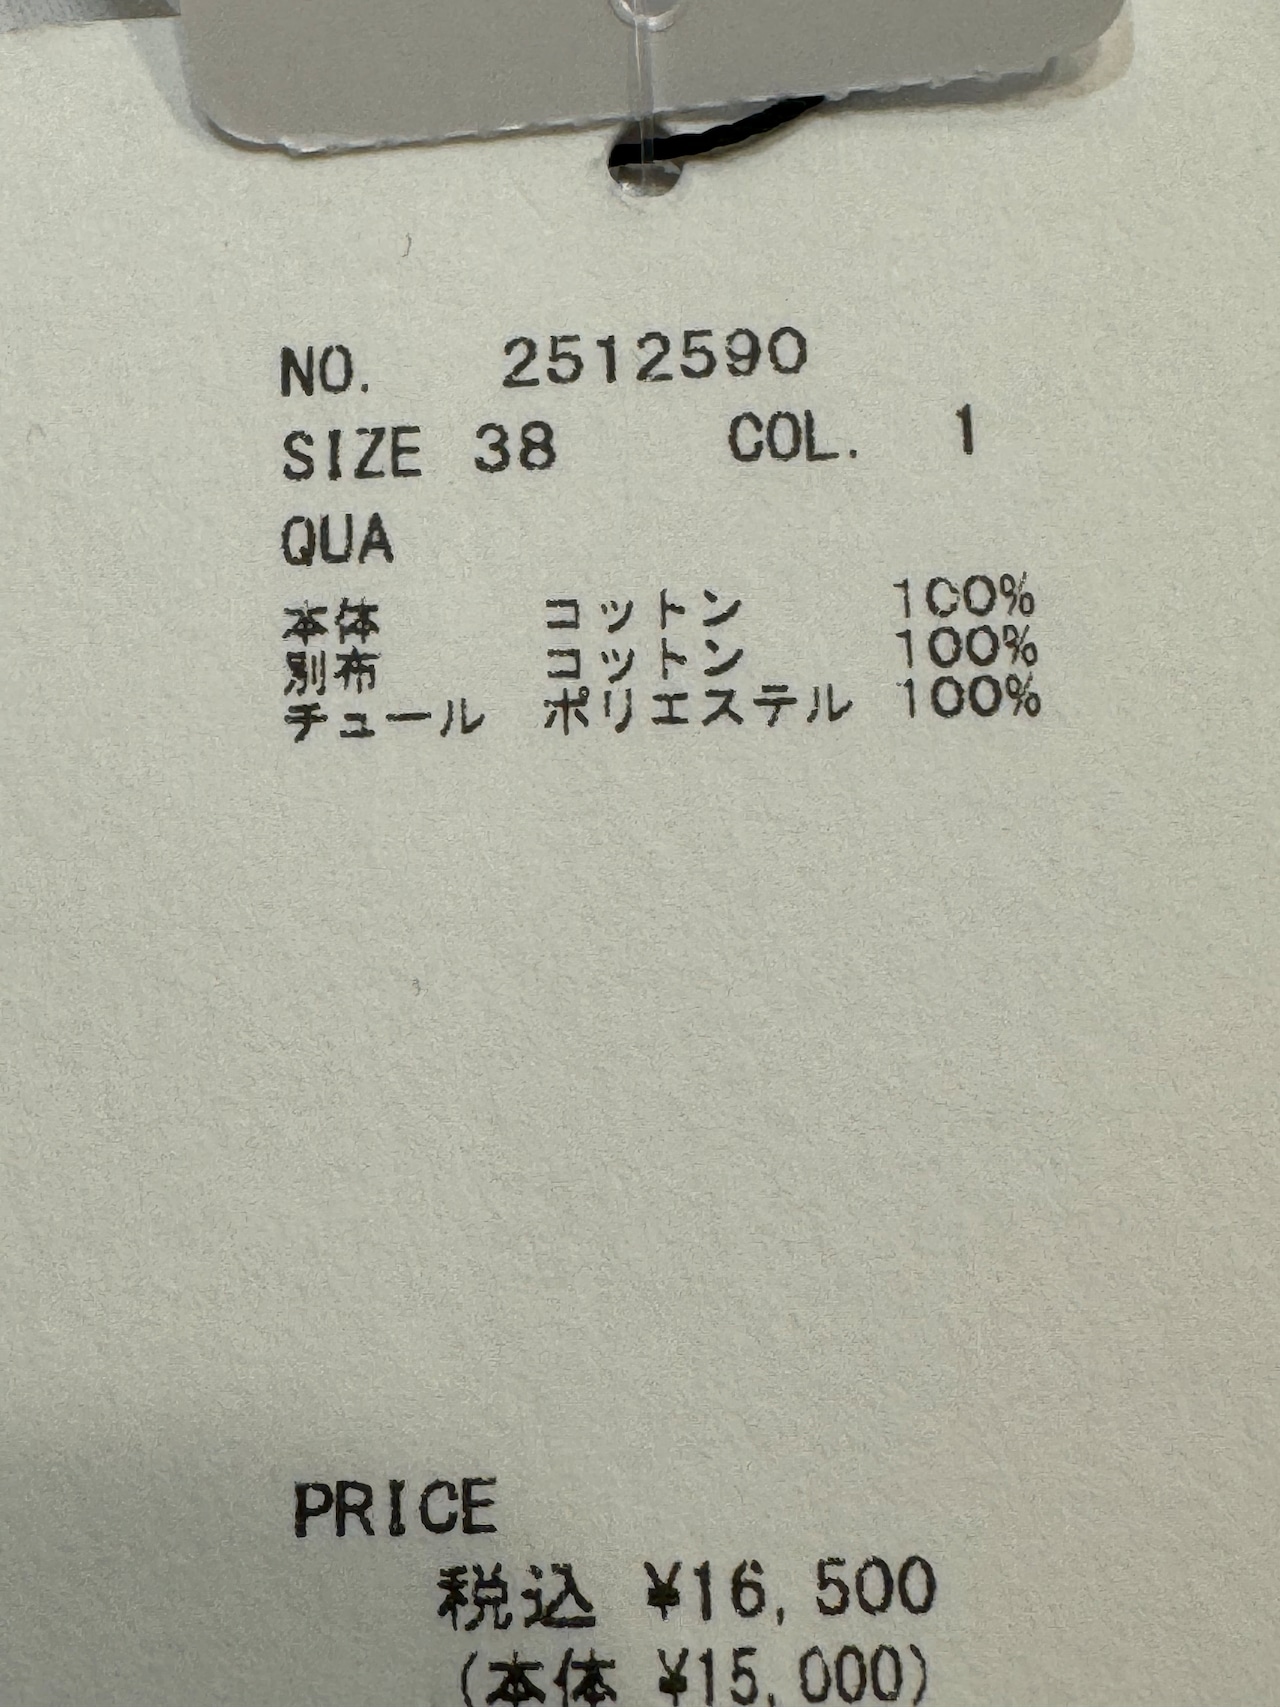 NO. 2512590
SIZE 38 COL. 1
QUA
本体 コットン 100%
別布 コットン 100%
チュール ポリエステル 100%
PRICE
税込 ¥16,500
(本体 ¥15,000)